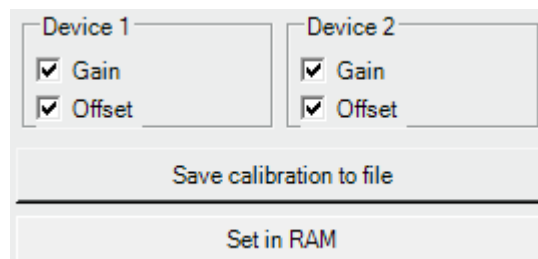 Device 1
Gain
Offset
Device 2
Gain
Offset
Save calibration to file
Set in RAM